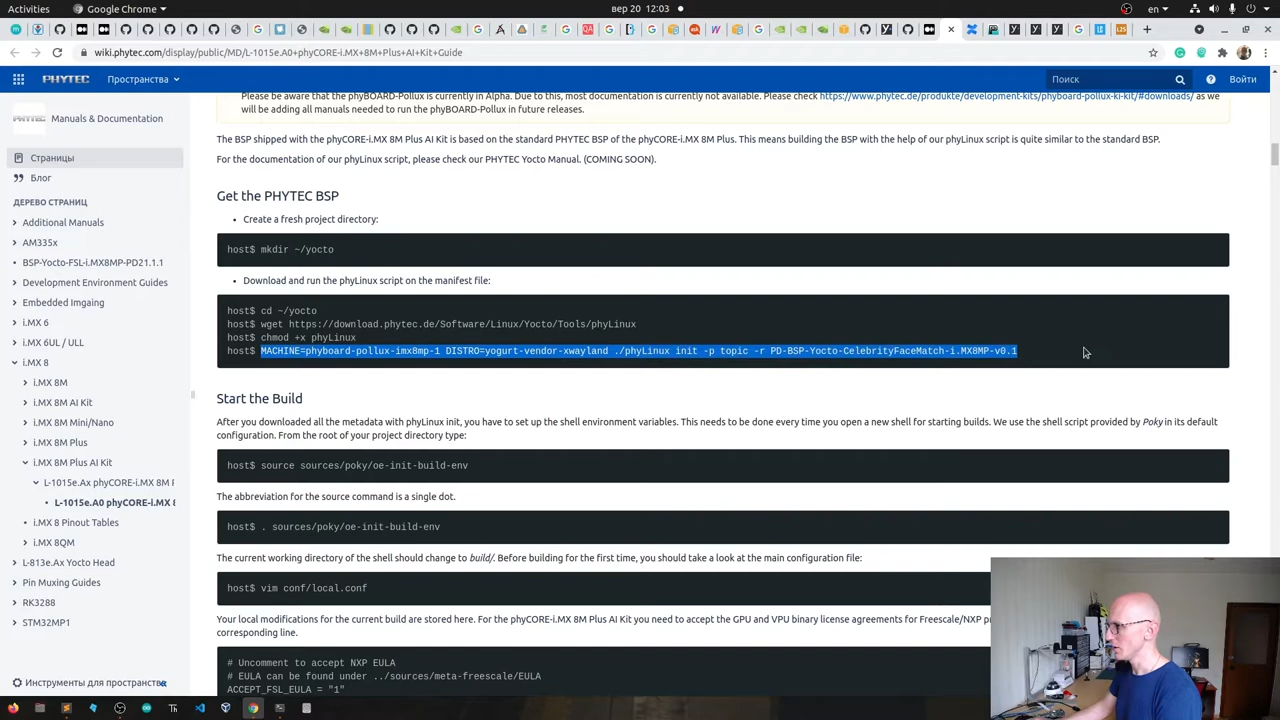 Activities
Google Chrome
Вер 20 12:03
en
wiki.phytec.com/display/public/MD/L-1015e.A0+phyCORE-i.MX+8M+Plus+AI+Kit+Guide
PHYTEC
Пространства
Поиск
Войти
Manuals & Documentation
Страницы
Блог
ДЕРЕВО СТРАНИЦ
Additional Manuals
AM335x
BSP-Yocto-FSL-i.MX8MP-PD21.1.1
Development Environment Guides
Embedded Imgaing
i.MX 6
i.MX 6UL / ULL
i.MX 8
i.MX 8M
i.MX 8M AI Kit
i.MX 8M Mini/Nano
i.MX 8M Plus
i.MX 8M Plus AI Kit
L-1015e.Ax phyCORE-i.MX 8M F
L-1015e.A0 phyCORE-i.MX 8
i.MX 8 Pinout Tables
i.MX 8QM
L-813e.Ax Yocto Head
Pin Muxing Guides
RK3288
STM32MP1
Инструменты для пространств
Please be aware that the phyBOARD-Pollux is currently in Alpha. Due to this, most documentation is currently not available. Please check https://www.phytec.de/produkte/development-kits/phyboard-pollux-ki-kit/#downloads/ as we
will be adding all manuals needed to run the phyBOARD-Pollux in future releases.
The BSP shipped with the phyCORE-i.MX 8M Plus AI Kit is based on the standard PHYTEC BSP of the phyCORE-i.MX 8M Plus. This means building the BSP with the help of our phyLinux script is quite similar to the standard BSP.
For the documentation of our phyLinux script, please check our PHYTEC Yocto Manual. (COMING SOON).
Get the PHYTEC BSP
• Create a fresh project directory:
host$ mkdir ~/yocto
• Download and run the phyLinux script on the manifest file:
host$ cd ~/yocto
host$ wget https://download.phytec.de/Software/Linux/Yocto/Tools/phyLinux
host$ chmod +x phyLinux
host$ MACHINE=phyboard-pollux-imx8mp-1 DISTRO=yogurt-vendor-xwayland ./phyLinux init -p topic -r PD-BSP-Yocto-CelebrityFaceMatch-i.MX8MP-v0.1
Start the Build
After you downloaded all the metadata with phyLinux init, you have to set up the shell environment variables. This needs to be done every time you open a new shell for starting builds. We use the shell script provided by Poky in its default
configuration. From the root of your project directory type:
host$ source sources/poky/oe-init-build-env
The abbreviation for the source command is a single dot.
host$ . sources/poky/oe-init-build-env
The current working directory of the shell should change to build/. Before building for the first time, you should take a look at the main configuration file:
host$ vim conf/local.conf
Your local modifications for the current build are stored here. For the phyCORE-i.MX 8M Plus AI Kit you need to accept the GPU and VPU binary license agreements for Freescale/NXP
corresponding line.
# Uncomment to accept NXP EULA
# EULA can be found under ../sources/meta-freescale/EULA
ACCEPT_FSL_EULA = "1"